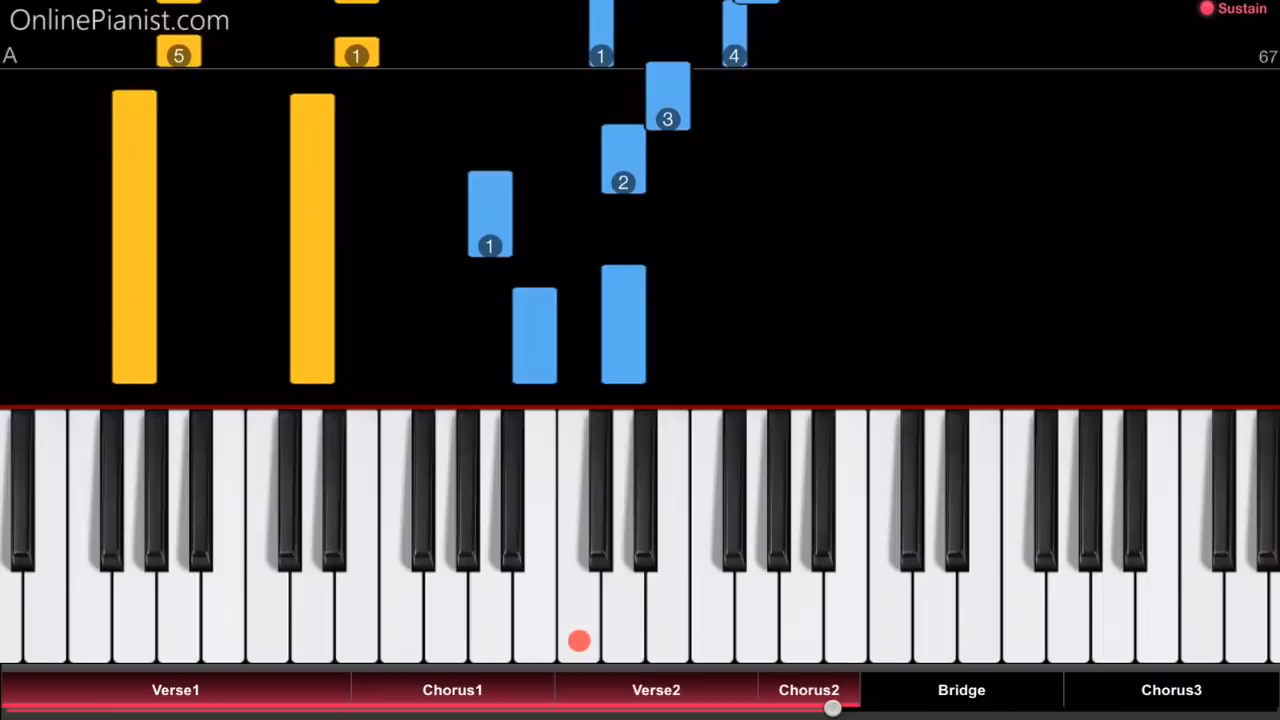 OnlinePianist.com
Sustain
A
5
1
1
4
67
3
2
1
Verse1
Chorus1
Verse2
Chorus2
Bridge
Chorus3